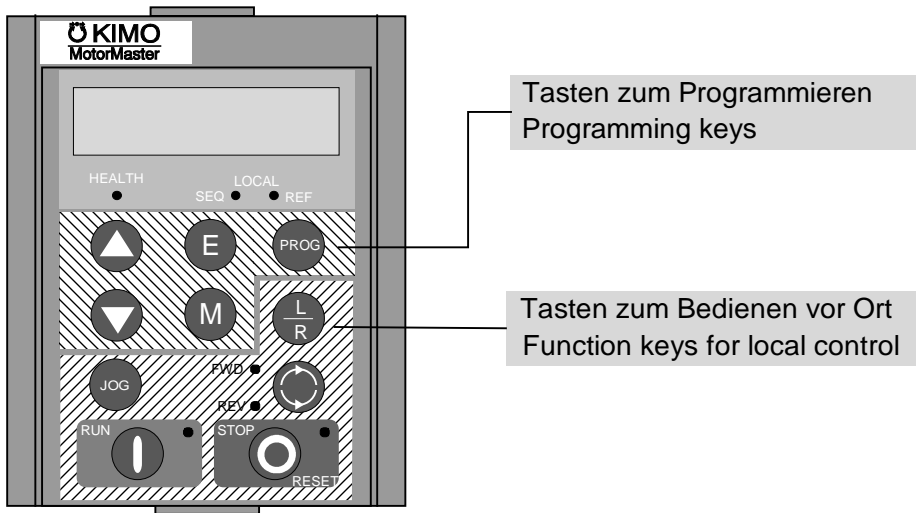 KIMO
MotorMaster
Tasten zum Programmieren
Programming keys
HEALTH
LOCAL
SEQ
REF
E
PROG
M
L
R
Tasten zum Bedienen vor Ort
Function keys for local control
FWD
JOG
REV
RUN
STOP
RESET